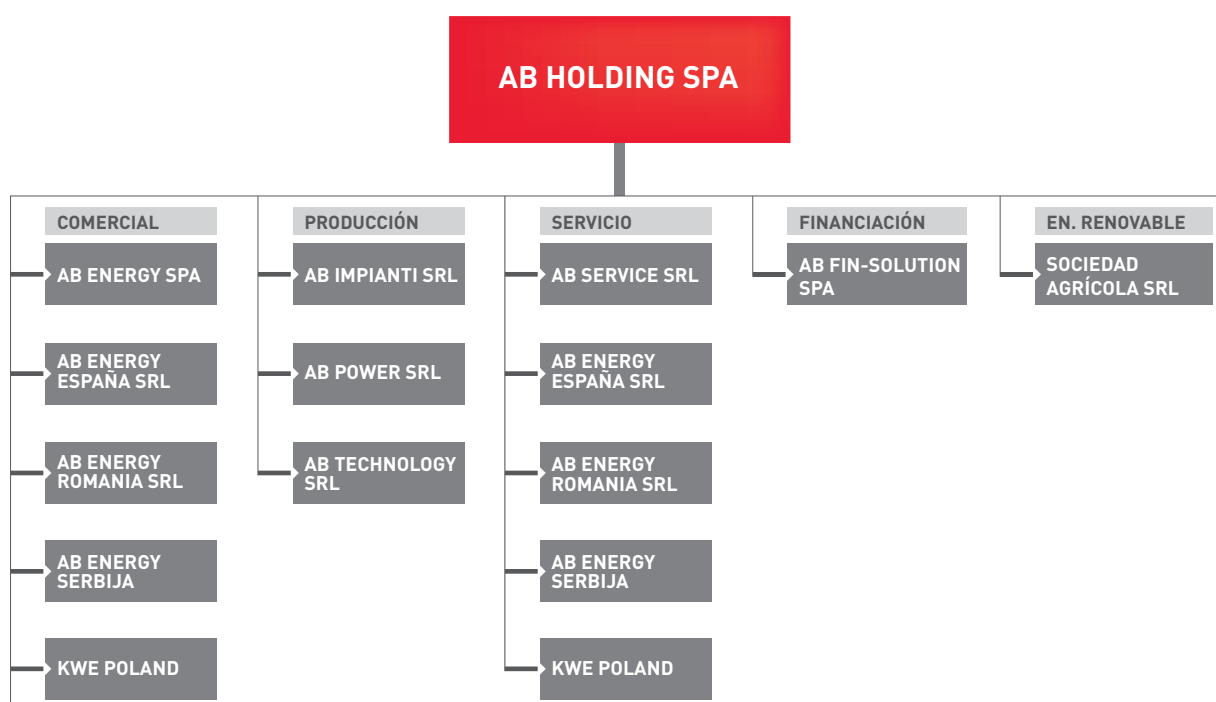 AB HOLDING SPA
COMERCIAL
AB ENERGY SPA
AB ENERGY
ESPAÑA SRL
AB ENERGY
ROMANIA SRL
AB ENERGY
SERBIJA
KWE POLAND
PRODUCCIÓN
AB IMPIANTI SRL
AB POWER SRL
AB TECHNOLOGY
SRL
SERVICIO
AB SERVICE SRL
AB ENERGY
ESPAÑA SRL
AB ENERGY
ROMANIA SRL
AB ENERGY
SERBIJA
KWE POLAND
FINANCIACIÓN
AB FIN-SOLUTION
SPA
EN. RENOVABLE
SOCIEDAD
AGRÍCOLA SRL